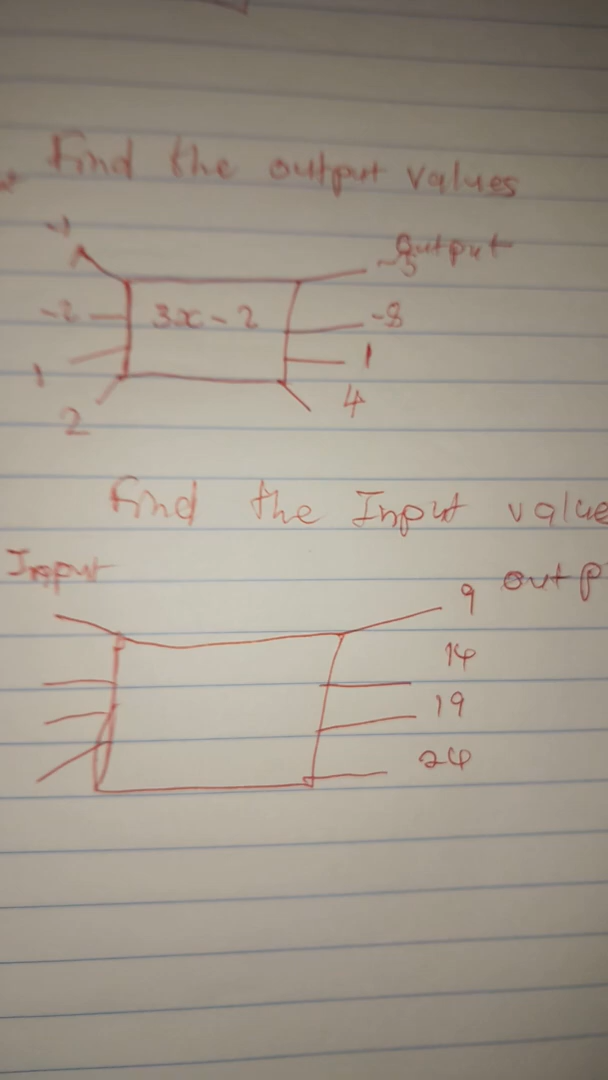 Find the output values
-1 Output
-5
-2 3x - 2 -8
1 1
2 4
Find the Input value
Input outp
9
14
19
24